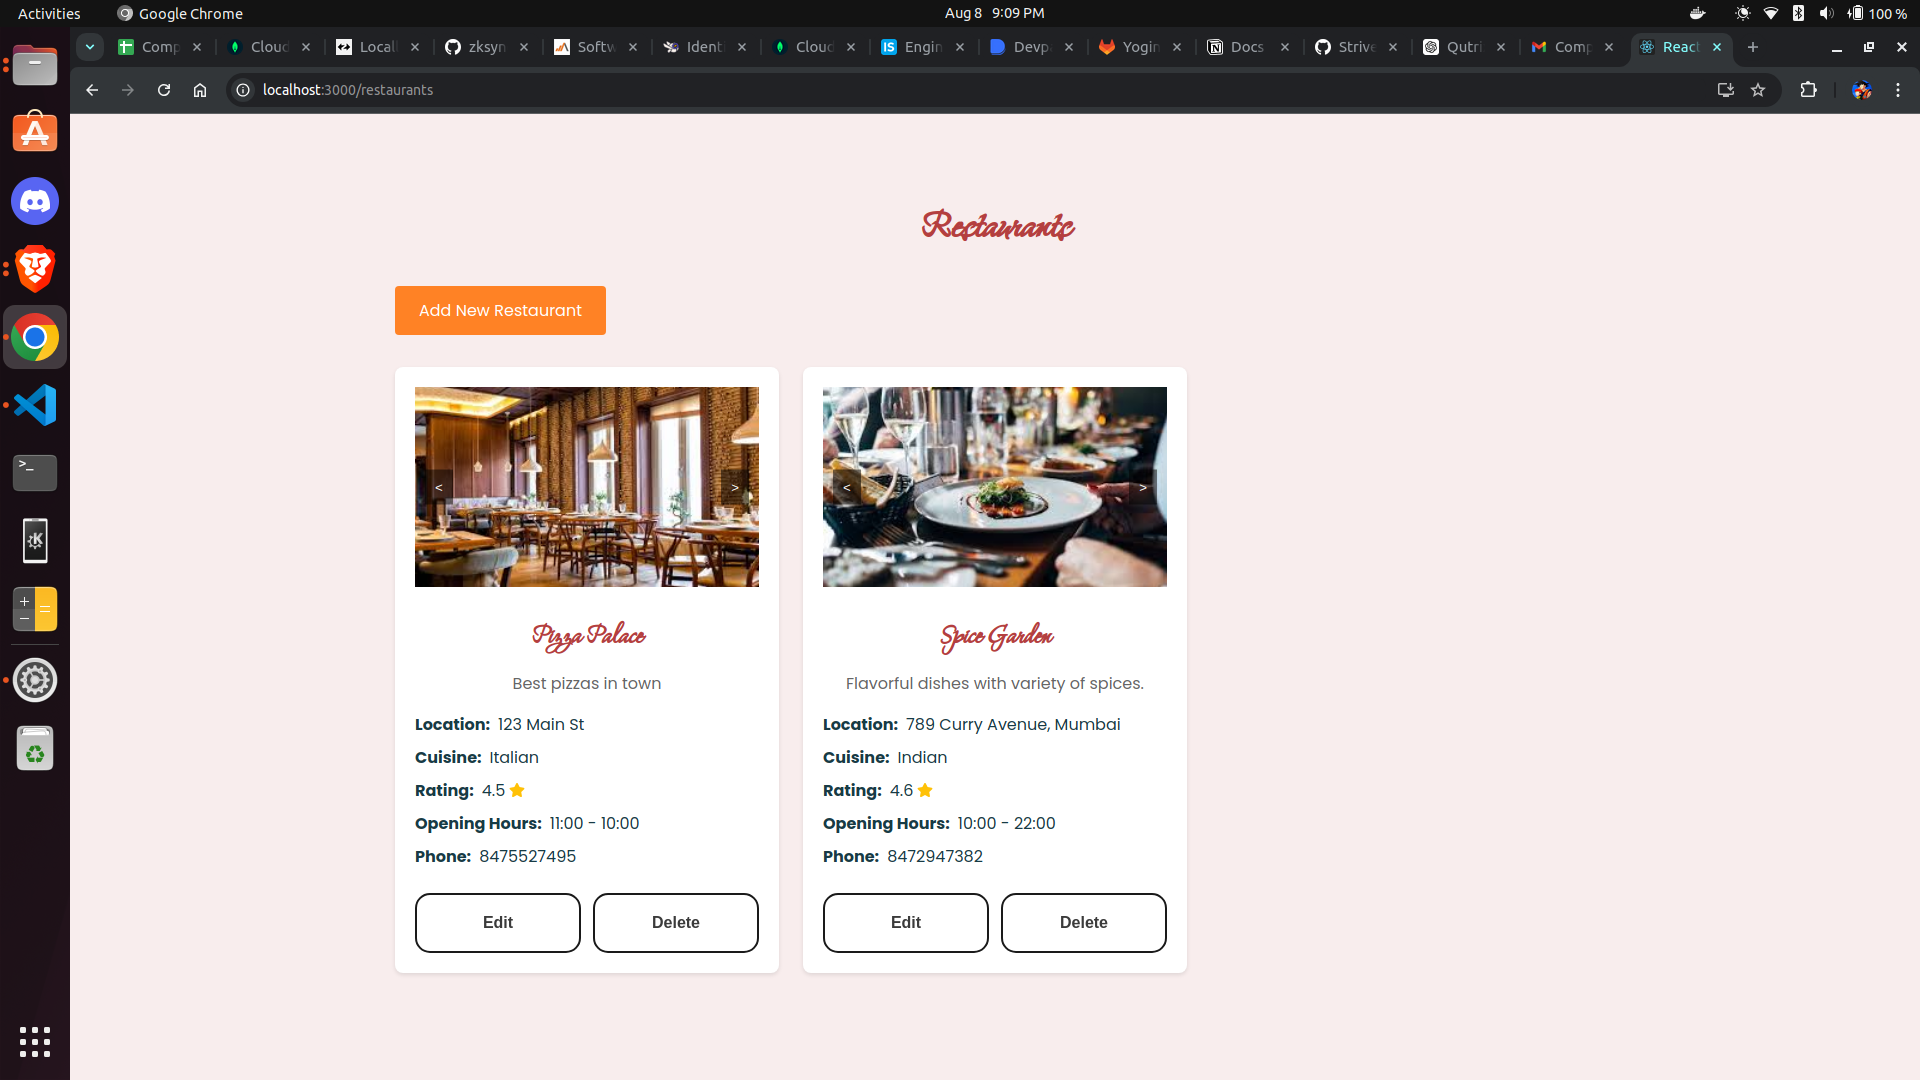 Activities
Google Chrome
Aug 8 9:09 PM
100 %
Comp
Cloud
Locall
zksyn
Softw
Identi
Cloud
Engin
Devpa
Yogin
Docs
Strive
Qutri
Comp
React
localhost:3000/restaurants
Restaurants
Add New Restaurant
< >
< >
Pizza Palace
Best pizzas in town
Location: 123 Main St
Cuisine: Italian
Rating: 4.5
Opening Hours: 11:00 - 10:00
Phone: 8475527495
Edit
Delete
Spice Garden
Flavorful dishes with variety of spices.
Location: 789 Curry Avenue, Mumbai
Cuisine: Indian
Rating: 4.6
Opening Hours: 10:00 - 22:00
Phone: 8472947382
Edit
Delete